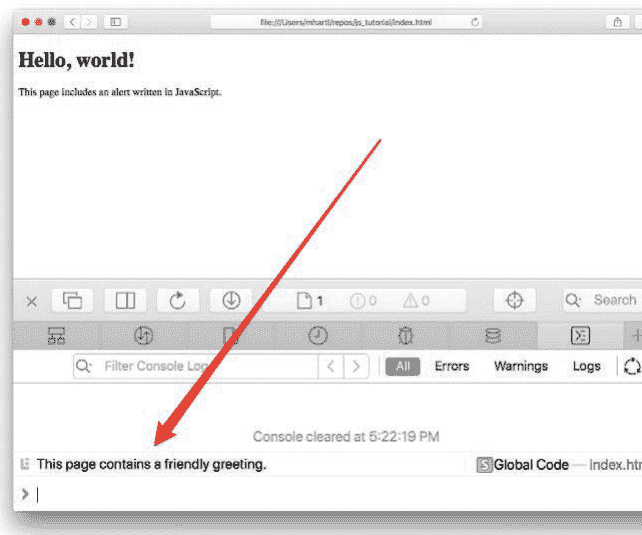 file:///Users/mhartl/repos/js_tutorial/index.html
Hello, world!
This page includes an alert written in JavaScript.
1 0 0 Search
Filter Console Log All Errors Warnings Logs
Console cleared at 5:22:19 PM
This page contains a friendly greeting. S Global Code — index.htm